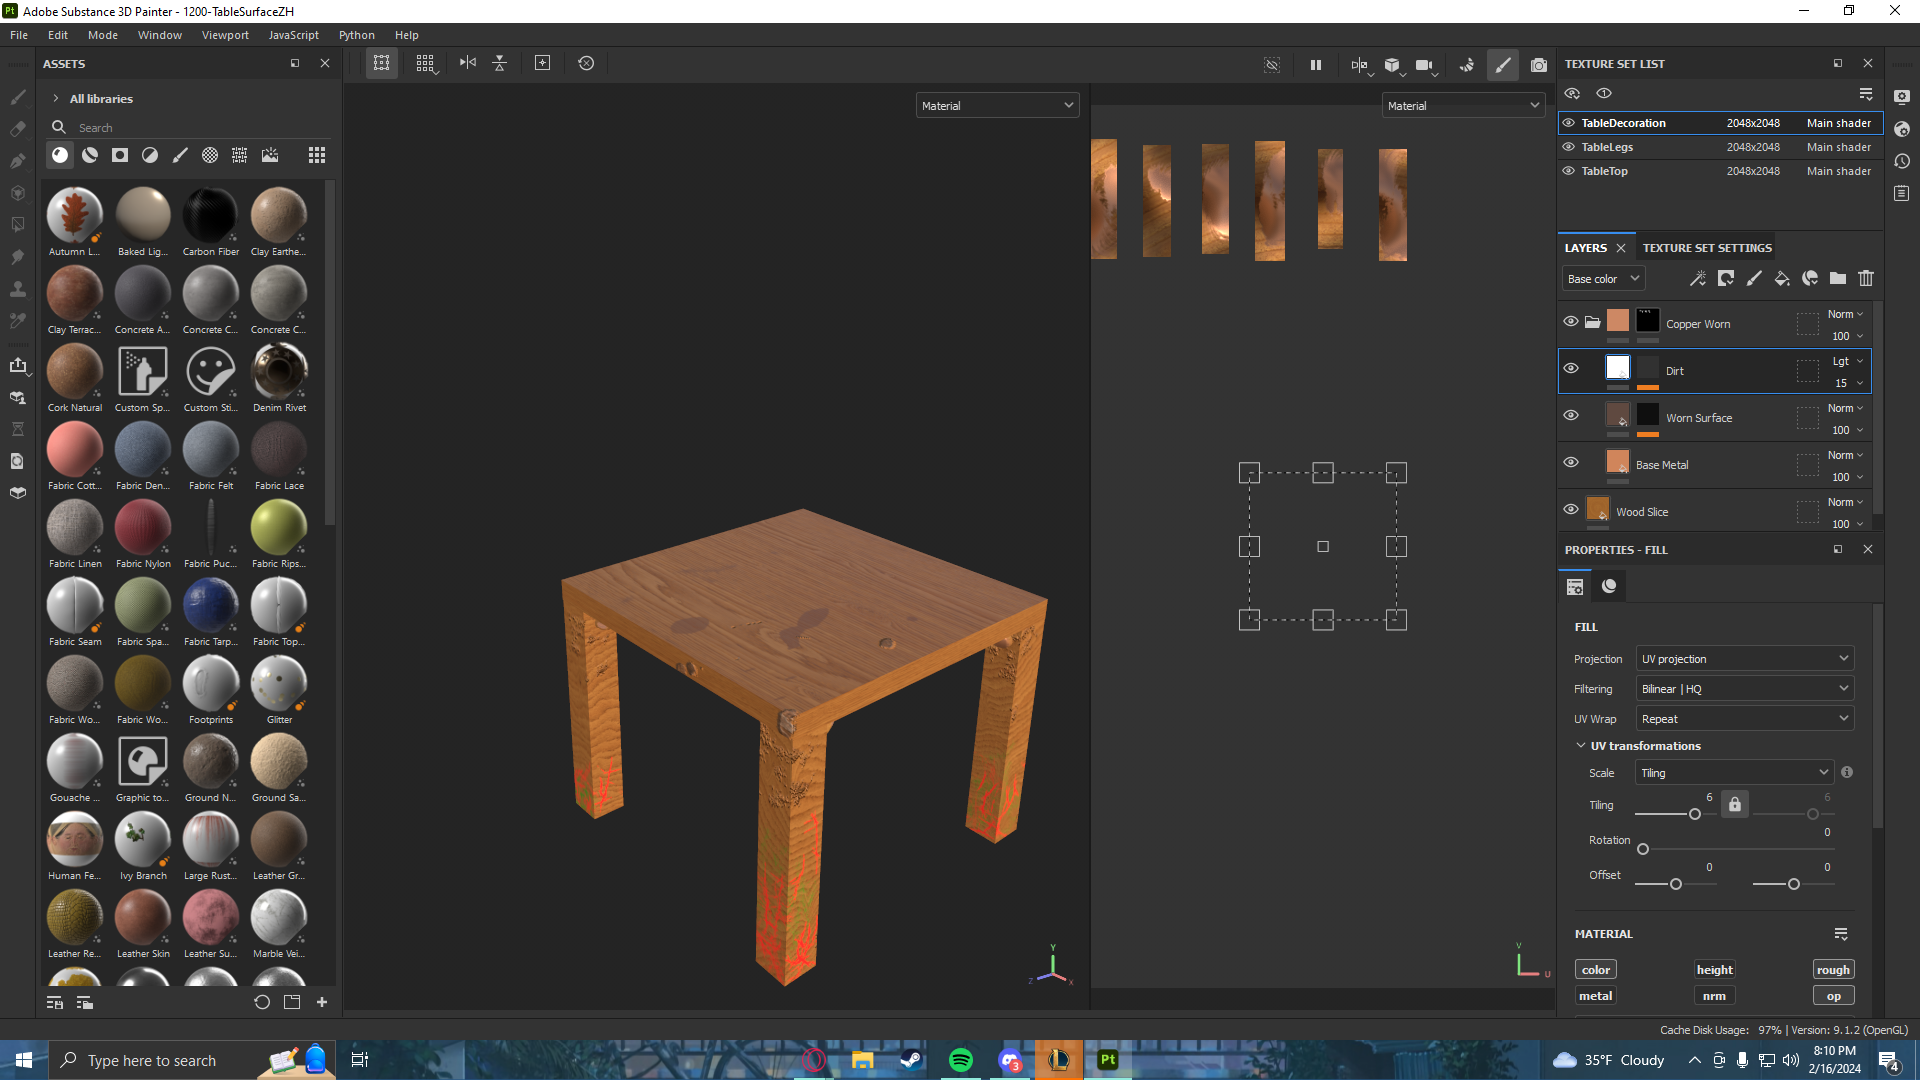 Adobe Substance 3D Painter - 1200-TableSurfaceZH
File Edit Mode Window Viewport JavaScript Python Help
ASSETS
All libraries
Search
Autumn L... Baked Lig... Carbon Fiber Clay Earthe...
Clay Terrac... Concrete A... Concrete C... Concrete C...
Cork Natural Custom Sp... Custom Sti... Denim Rivet
Fabric Cott... Fabric Den... Fabric Felt Fabric Lace
Fabric Linen Fabric Nylon Fabric Puc... Fabric Rips...
Fabric Seam Fabric Spa... Fabric Tarp... Fabric Top...
Fabric Wo... Fabric Wo... Footprints Glitter
Gouache ... Graphic to... Ground N... Ground Sa...
Human Fe... Ivy Branch Large Rust... Leather Gr...
Leather Re... Leather Skin Leather Su... Marble Vei...
Material
Material
Y
Z
X
V
U
TEXTURE SET LIST
TableDecoration 2048x2048 Main shader
TableLegs 2048x2048 Main shader
TableTop 2048x2048 Main shader
LAYERS TEXTURE SET SETTINGS
Base color
Copper Worn Norm 100
Dirt Lgt 15
Worn Surface Norm 100
Base Metal Norm 100
Wood Slice Norm 100
PROPERTIES - FILL
FILL
Projection UV projection
Filtering Bilinear | HQ
UV Wrap Repeat
UV transformations
Scale Tiling
Tiling 6 6
Rotation 0
Offset 0 0
MATERIAL
color height rough
metal nrm op
Cache Disk Usage: 97% | Version: 9.1.2 (OpenGL)
Type here to search
Pt
3
35°F Cloudy
8:10 PM
2/16/2024
4